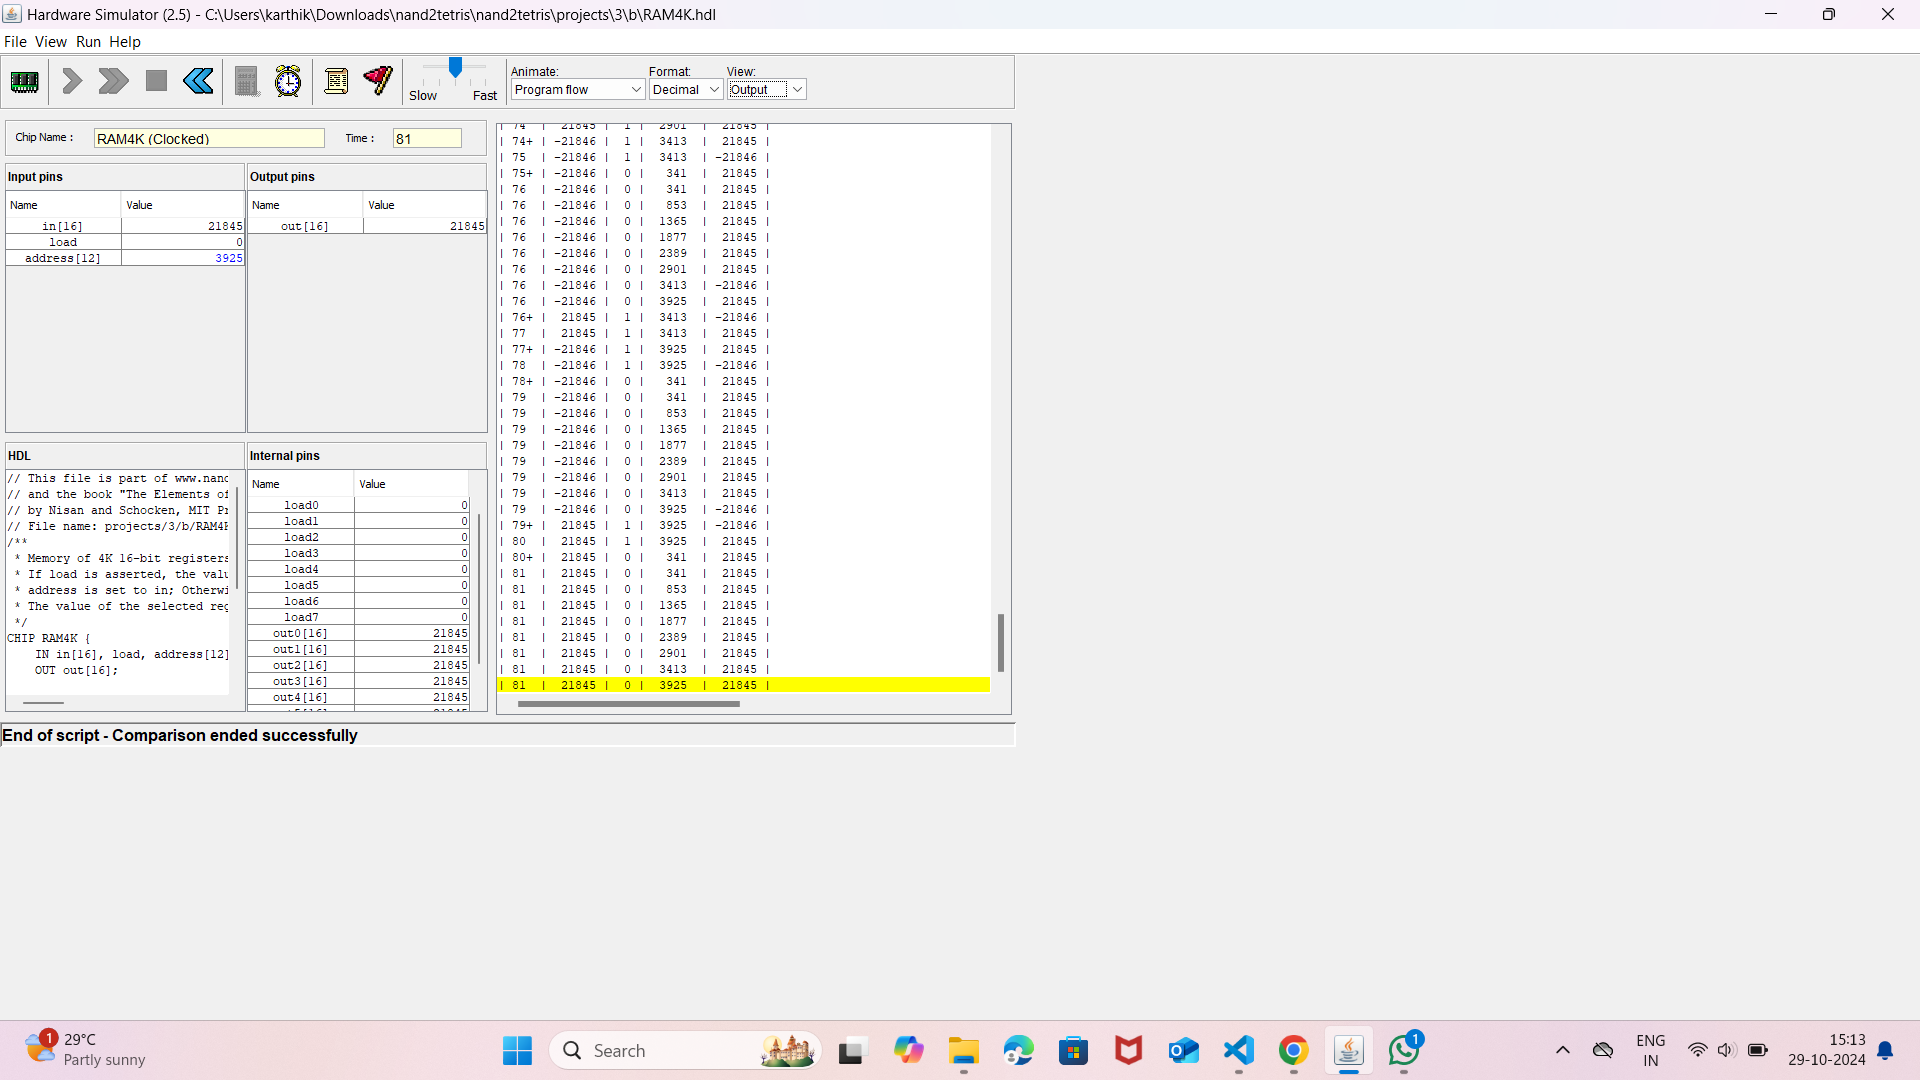 Hardware Simulator (2.5) - C:\Users\karthik\Downloads\nand2tetris\nand2tetris\projects\3\b\RAM4K.hdl
File View Run Help
Slow Fast
Animate: Format: View:
Program flow Decimal Output
Chip Name : RAM4K (Clocked) Time : 81
Input pins
Name Value
in[16] 21845
load 0
address[12] 3925
Output pins
Name Value
out[16] 21845
HDL
// This file is part of www.nand
// and the book "The Elements of
// by Nisan and Schocken, MIT Pr
// File name: projects/3/b/RAM4K
/**
* Memory of 4K 16-bit registers
* If load is asserted, the valu
* address is set to in; Otherwi
* The value of the selected reg
*/
CHIP RAM4K {
IN in[16], load, address[12]
OUT out[16];
Internal pins
Name Value
load0 0
load1 0
load2 0
load3 0
load4 0
load5 0
load6 0
load7 0
out0[16] 21845
out1[16] 21845
out2[16] 21845
out3[16] 21845
out4[16] 21845
| 74 | 21845 | 1 | 2901 | 21845 |
| 74+ | -21846 | 1 | 3413 | 21845 |
| 75 | -21846 | 1 | 3413 | -21846 |
| 75+ | -21846 | 0 | 341 | 21845 |
| 76 | -21846 | 0 | 341 | 21845 |
| 76 | -21846 | 0 | 853 | 21845 |
| 76 | -21846 | 0 | 1365 | 21845 |
| 76 | -21846 | 0 | 1877 | 21845 |
| 76 | -21846 | 0 | 2389 | 21845 |
| 76 | -21846 | 0 | 2901 | 21845 |
| 76 | -21846 | 0 | 3413 | -21846 |
| 76 | -21846 | 0 | 3925 | 21845 |
| 76+ | 21845 | 1 | 3413 | -21846 |
| 77 | 21845 | 1 | 3413 | 21845 |
| 77+ | -21846 | 1 | 3925 | 21845 |
| 78 | -21846 | 1 | 3925 | -21846 |
| 78+ | -21846 | 0 | 341 | 21845 |
| 79 | -21846 | 0 | 341 | 21845 |
| 79 | -21846 | 0 | 853 | 21845 |
| 79 | -21846 | 0 | 1365 | 21845 |
| 79 | -21846 | 0 | 1877 | 21845 |
| 79 | -21846 | 0 | 2389 | 21845 |
| 79 | -21846 | 0 | 2901 | 21845 |
| 79 | -21846 | 0 | 3413 | 21845 |
| 79 | -21846 | 0 | 3925 | -21846 |
| 79+ | 21845 | 1 | 3925 | -21846 |
| 80 | 21845 | 1 | 3925 | 21845 |
| 80+ | 21845 | 0 | 341 | 21845 |
| 81 | 21845 | 0 | 341 | 21845 |
| 81 | 21845 | 0 | 853 | 21845 |
| 81 | 21845 | 0 | 1365 | 21845 |
| 81 | 21845 | 0 | 1877 | 21845 |
| 81 | 21845 | 0 | 2389 | 21845 |
| 81 | 21845 | 0 | 2901 | 21845 |
| 81 | 21845 | 0 | 3413 | 21845 |
| 81 | 21845 | 0 | 3925 | 21845 |
End of script - Comparison ended successfully
1
29°C
Partly sunny
Search
1
ENG
IN
15:13
29-10-2024